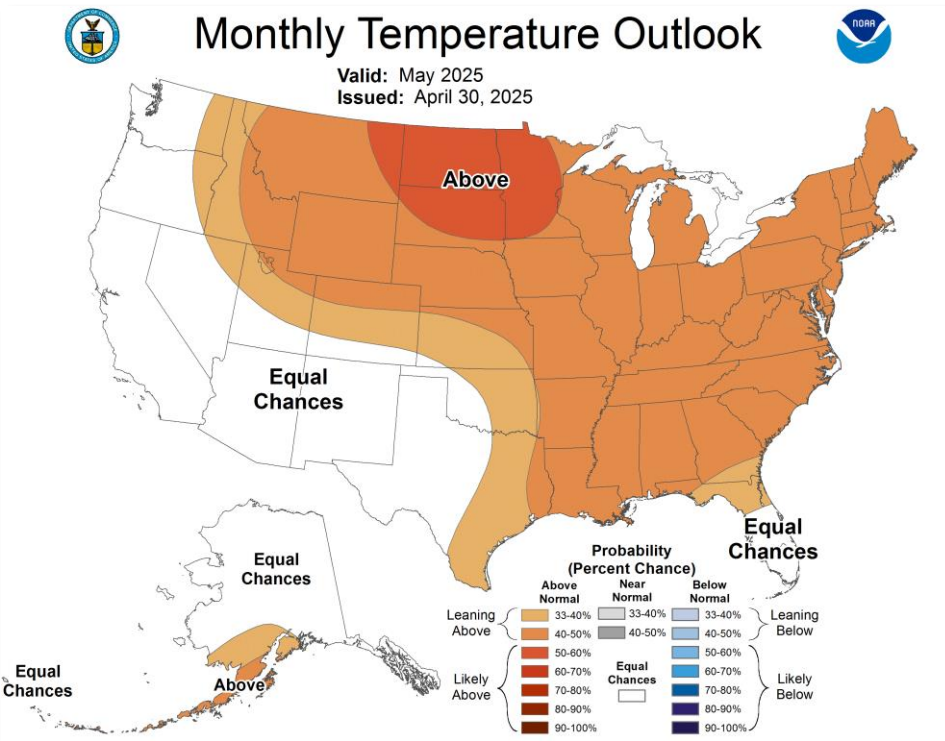 Monthly Temperature Outlook
NOAA
Valid: May 2025
Issued: April 30, 2025
Above
Equal
Chances
Equal
Chances
Equal
Chances
Equal
Chances
Above
Probability
(Percent Chance)
Above
Normal
Near
Normal
Below
Normal
Leaning
Above
33-40%
33-40%
33-40%
Leaning
Below
40-50%
40-50%
40-50%
Likely
Above
50-60%
50-60%
60-70%
Equal
Chances
60-70%
70-80%
70-80%
80-90%
80-90%
90-100%
90-100%
Likely
Below